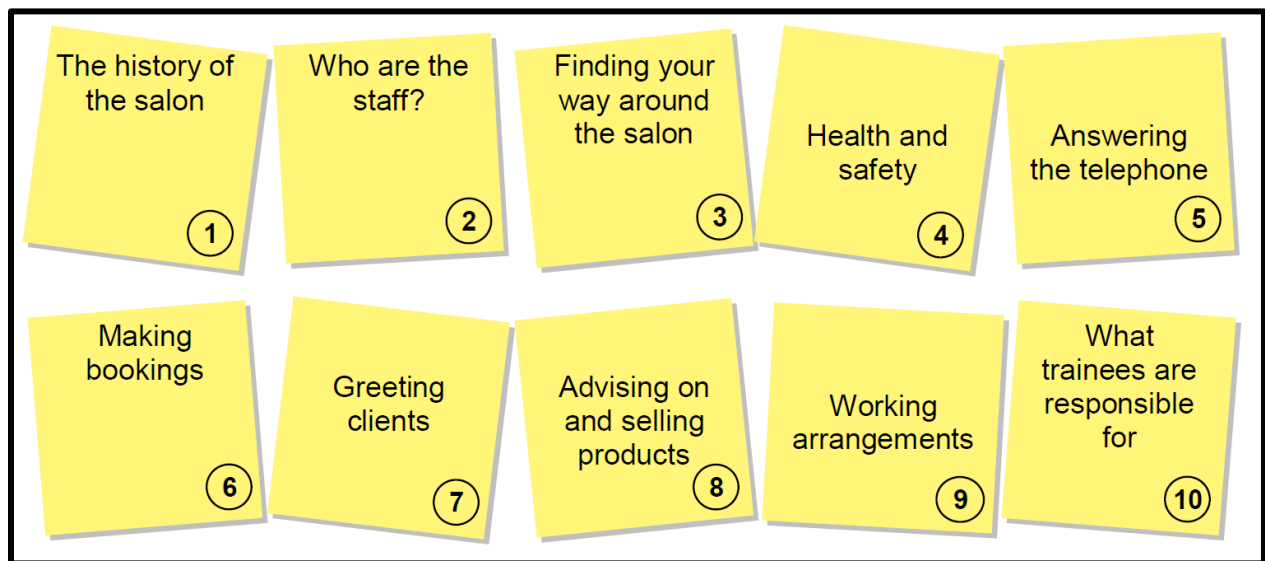 The history of
the salon
1
Who are the
staff?
2
Finding your
way around
the salon
3
Health and
safety
4
Answering
the telephone
5
Making
bookings
6
Greeting
clients
7
Advising on
and selling
products
8
Working
arrangements
9
What
trainees are
responsible
for
10